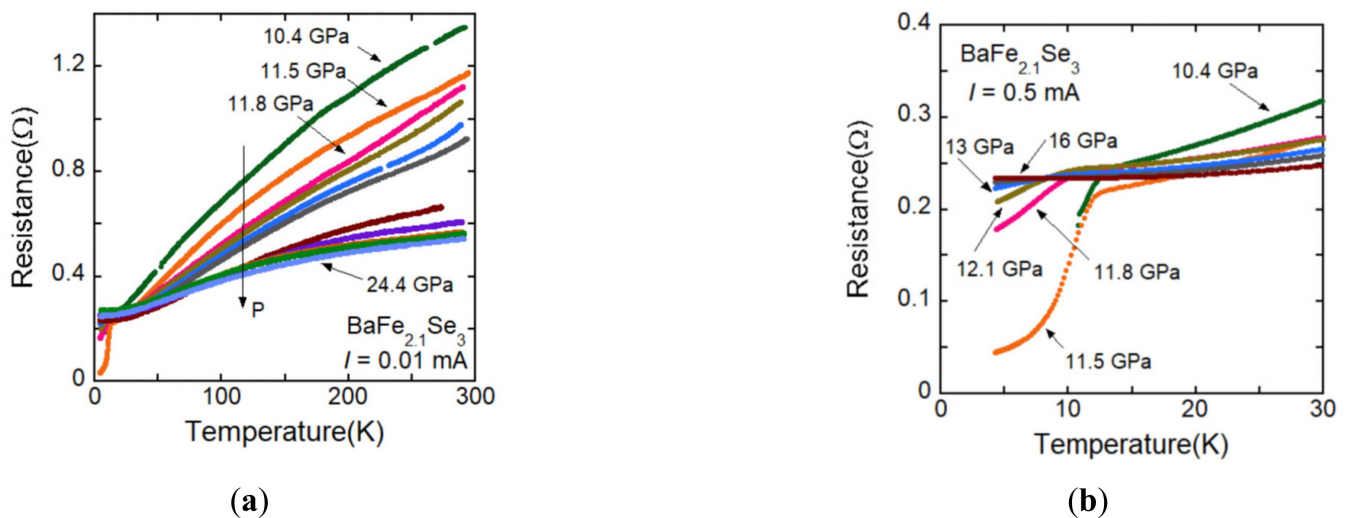 1.2
0.8
0.4
0
Resistance(Ω)
10.4 GPa
11.5 GPa
11.8 GPa
24.4 GPa
P
BaFe2.1Se3
I = 0.01 mA
0 100 200 300
Temperature(K)
(a)
0.4
0.3
0.2
0.1
0
Resistance(Ω)
BaFe2.1Se3
I = 0.5 mA
10.4 GPa
13 GPa
16 GPa
12.1 GPa
11.8 GPa
11.5 GPa
0 10 20 30
Temperature(K)
(b)